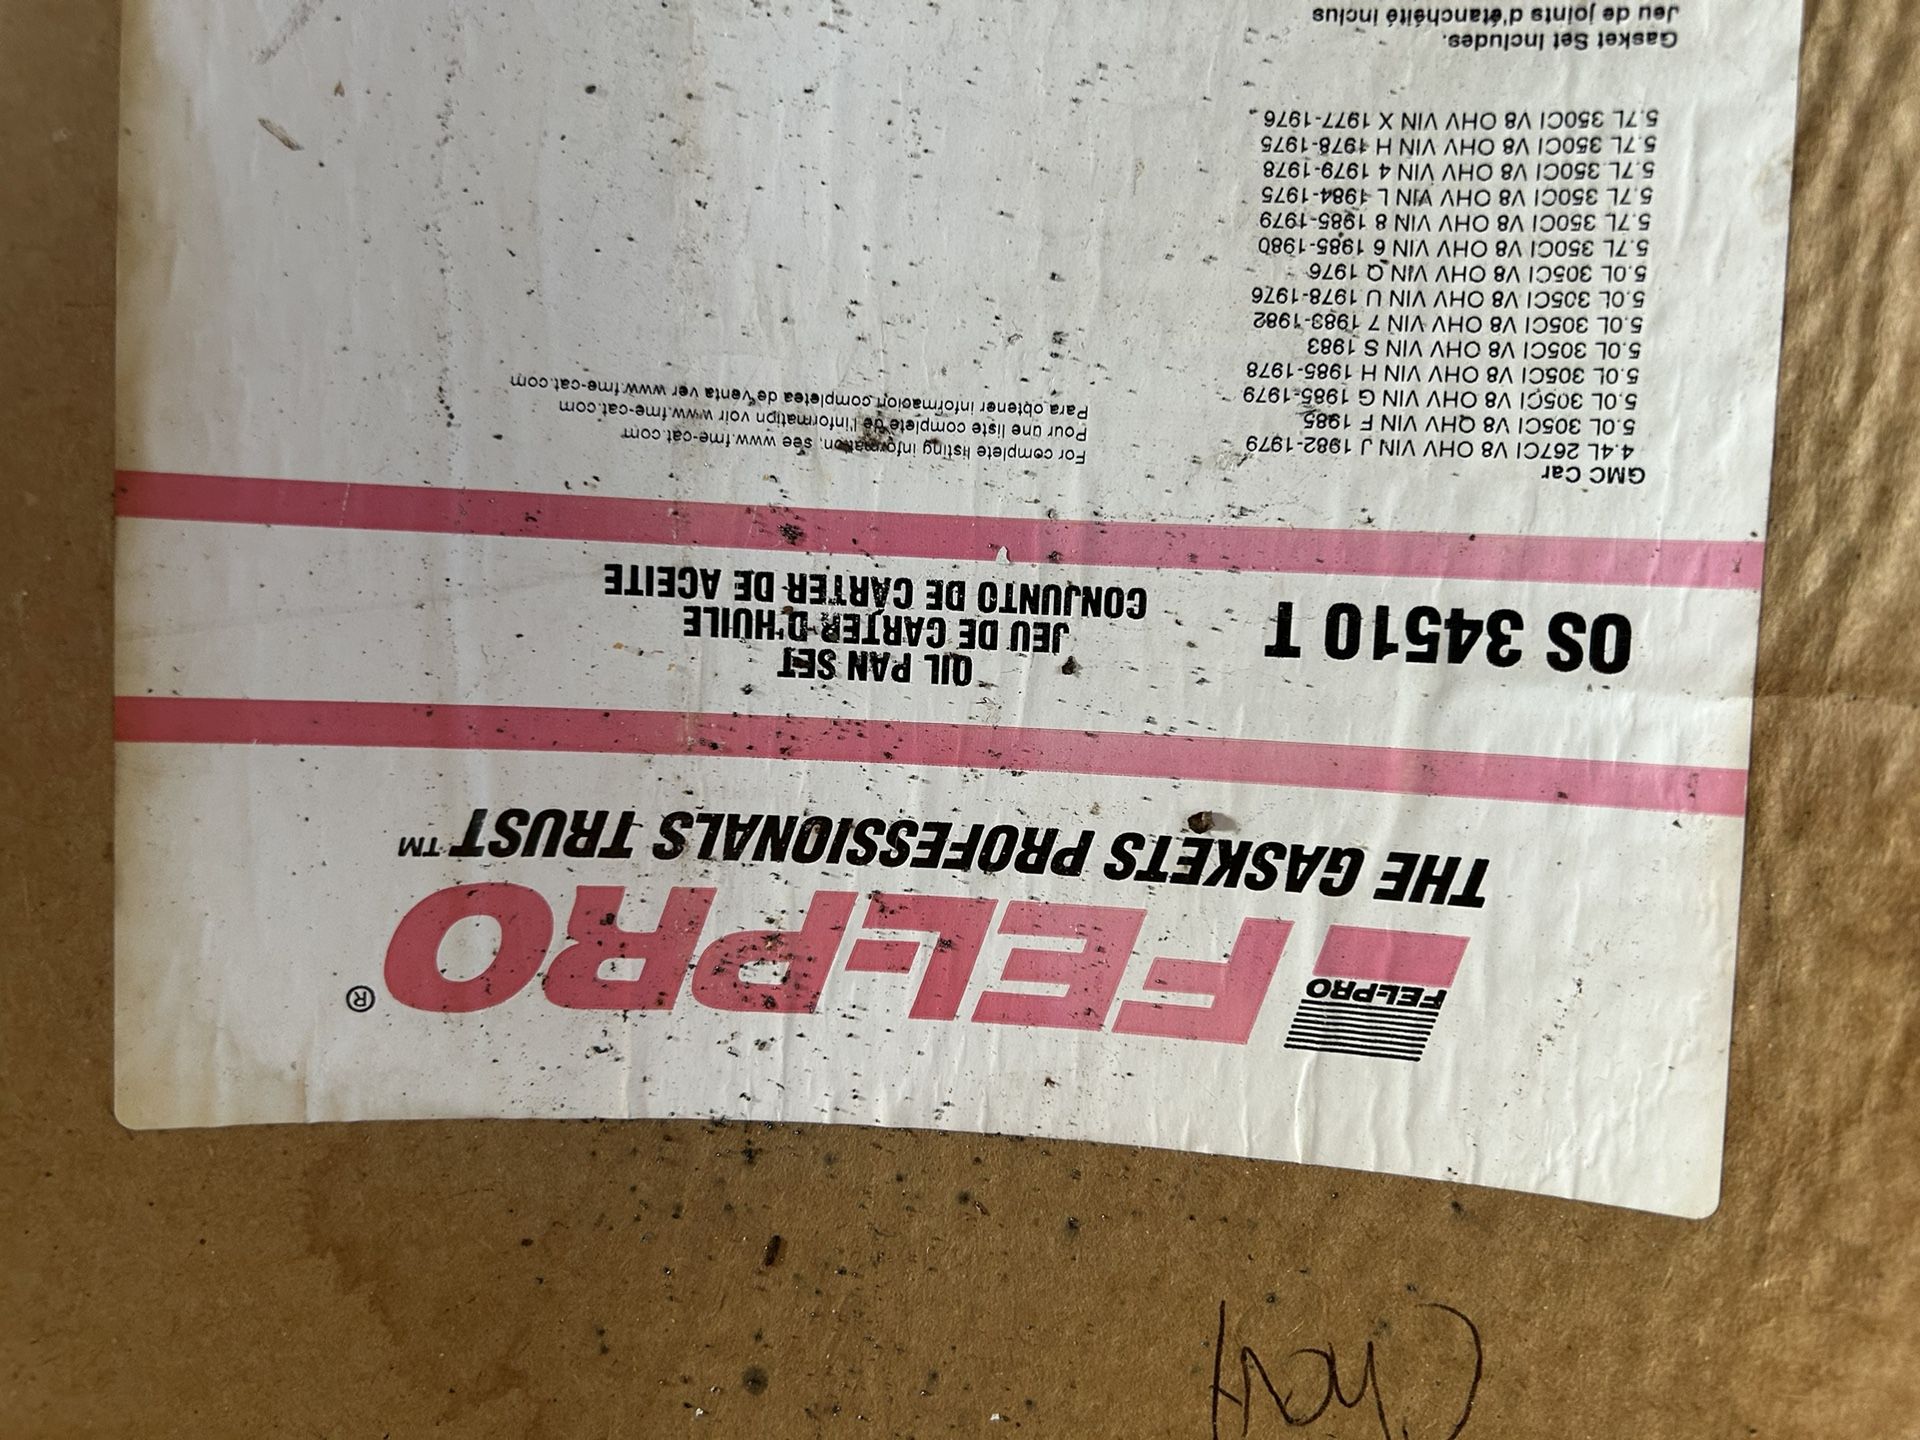 FEL-PRO
FEL-PRO®
THE GASKETS PROFESSIONALS TRUST™
OS 34510 T
OIL PAN SET
JEU DE CARTER D'HUILE
CONJUNTO DE CARTER DE ACEITE
GMC Car
4.4L 267CI V8 OHV VIN J 1982-1979
5.0L 305CI V8 OHV VIN F 1985
5.0L 305CI V8 OHV VIN G 1985-1979
5.0L 305CI V8 OHV VIN H 1985-1978
5.0L 305CI V8 OHV VIN S 1983
5.0L 305CI V8 OHV VIN 7 1983-1982
5.0L 305CI V8 OHV VIN U 1978-1976
5.0L 305CI V8 OHV VIN Q 1976
5.7L 350CI V8 OHV VIN 6 1985-1980
5.7L 350CI V8 OHV VIN 8 1985-1979
5.7L 350CI V8 OHV VIN L 1984-1975
5.7L 350CI V8 OHV VIN 4 1979-1978
5.7L 350CI V8 OHV VIN H 1978-1975
5.7L 350CI V8 OHV VIN X 1977-1976
For complete listing information, see www.fme-cat.com
Pour une liste complete de l'information voir www.fme-cat.com
Para obtener informacion completea de venta ver www.fme-cat.com
Gasket Set Includes.
Jeu de joints d'étanchéité inclus